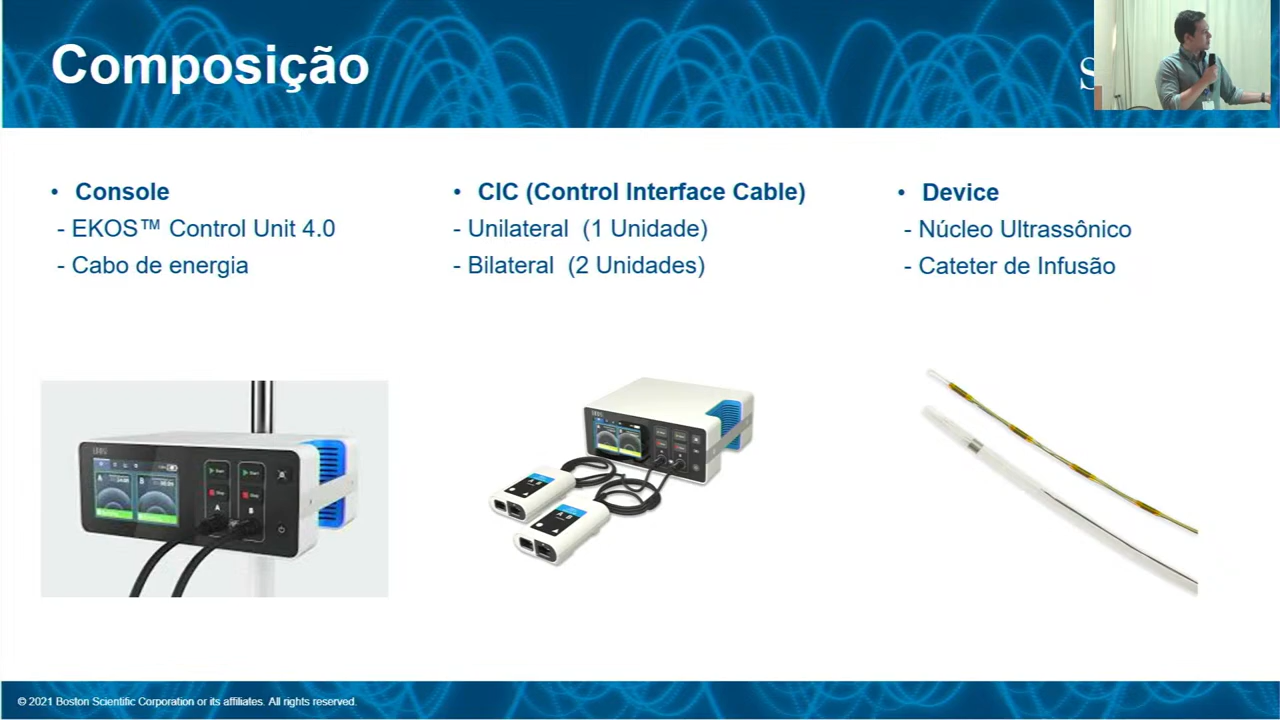 Composição
S
• Console
- EKOS™ Control Unit 4.0
- Cabo de energia
• CIC (Control Interface Cable)
- Unilateral (1 Unidade)
- Bilateral (2 Unidades)
• Device
- Núcleo Ultrassônico
- Cateter de Infusão
A
B
A
B
© 2021 Boston Scientific Corporation or its affiliates. All rights reserved.